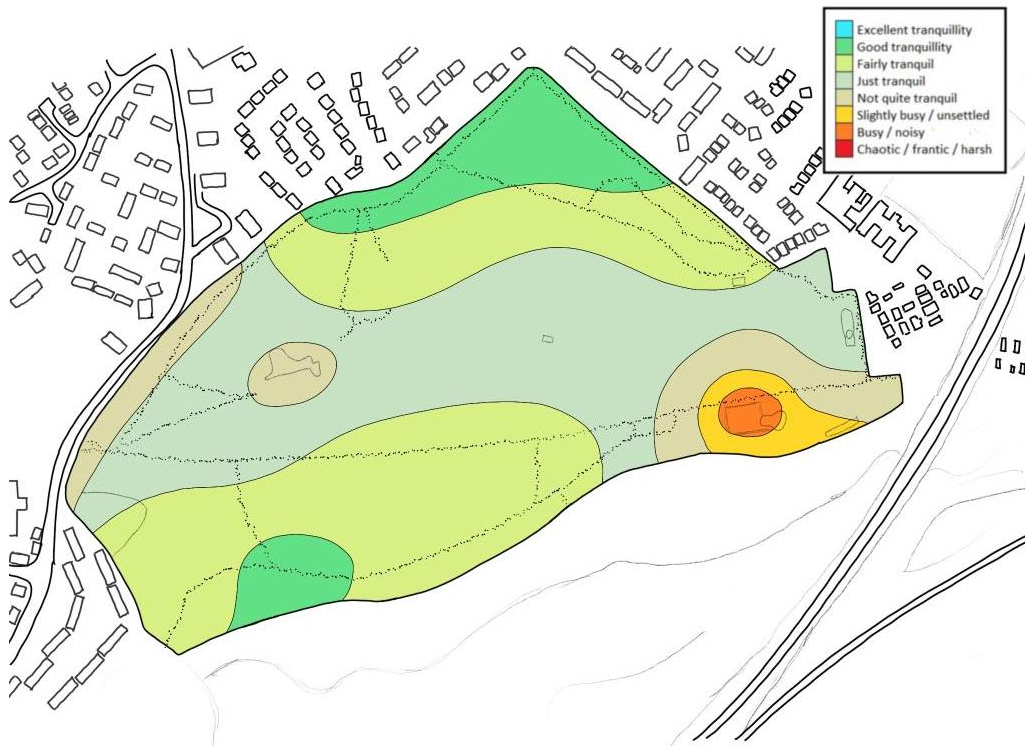 Excellent tranquillity
Good tranquillity
Fairly tranquil
Just tranquil
Not quite tranquil
Slightly busy / unsettled
Busy / noisy
Chaotic / frantic / harsh